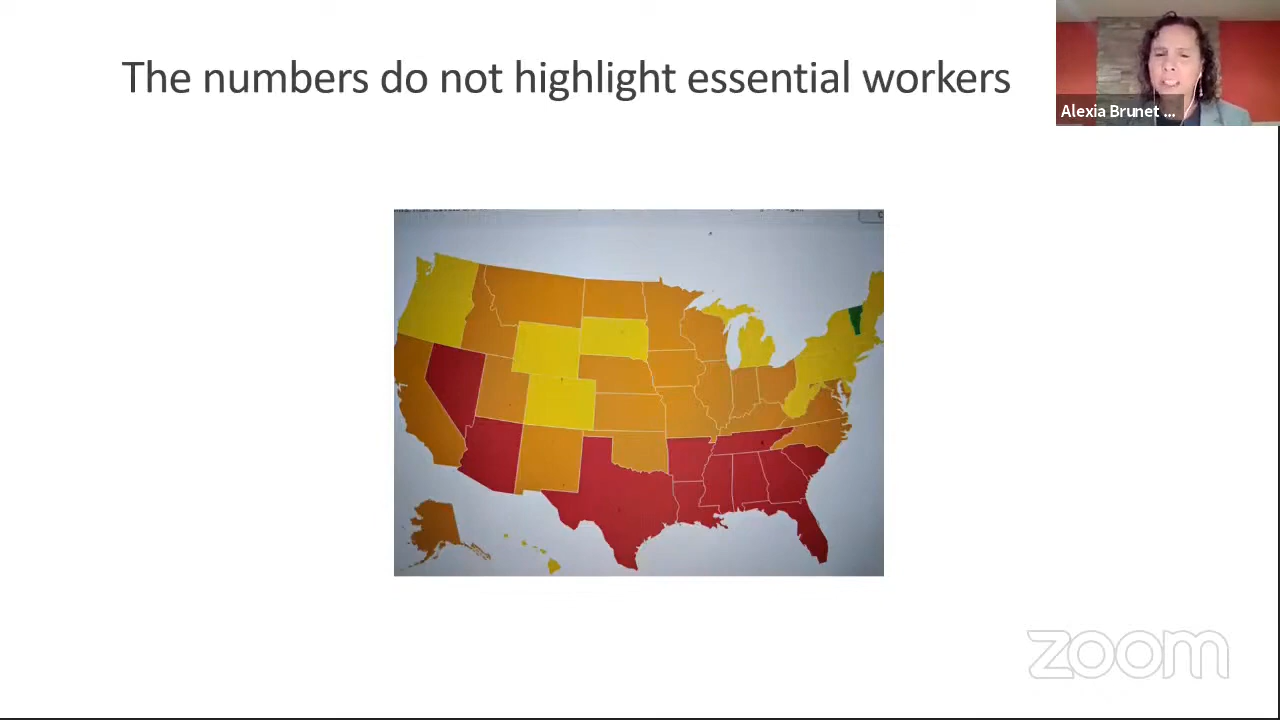 The numbers do not highlight essential workers
Alexia Brunet ...
zoom